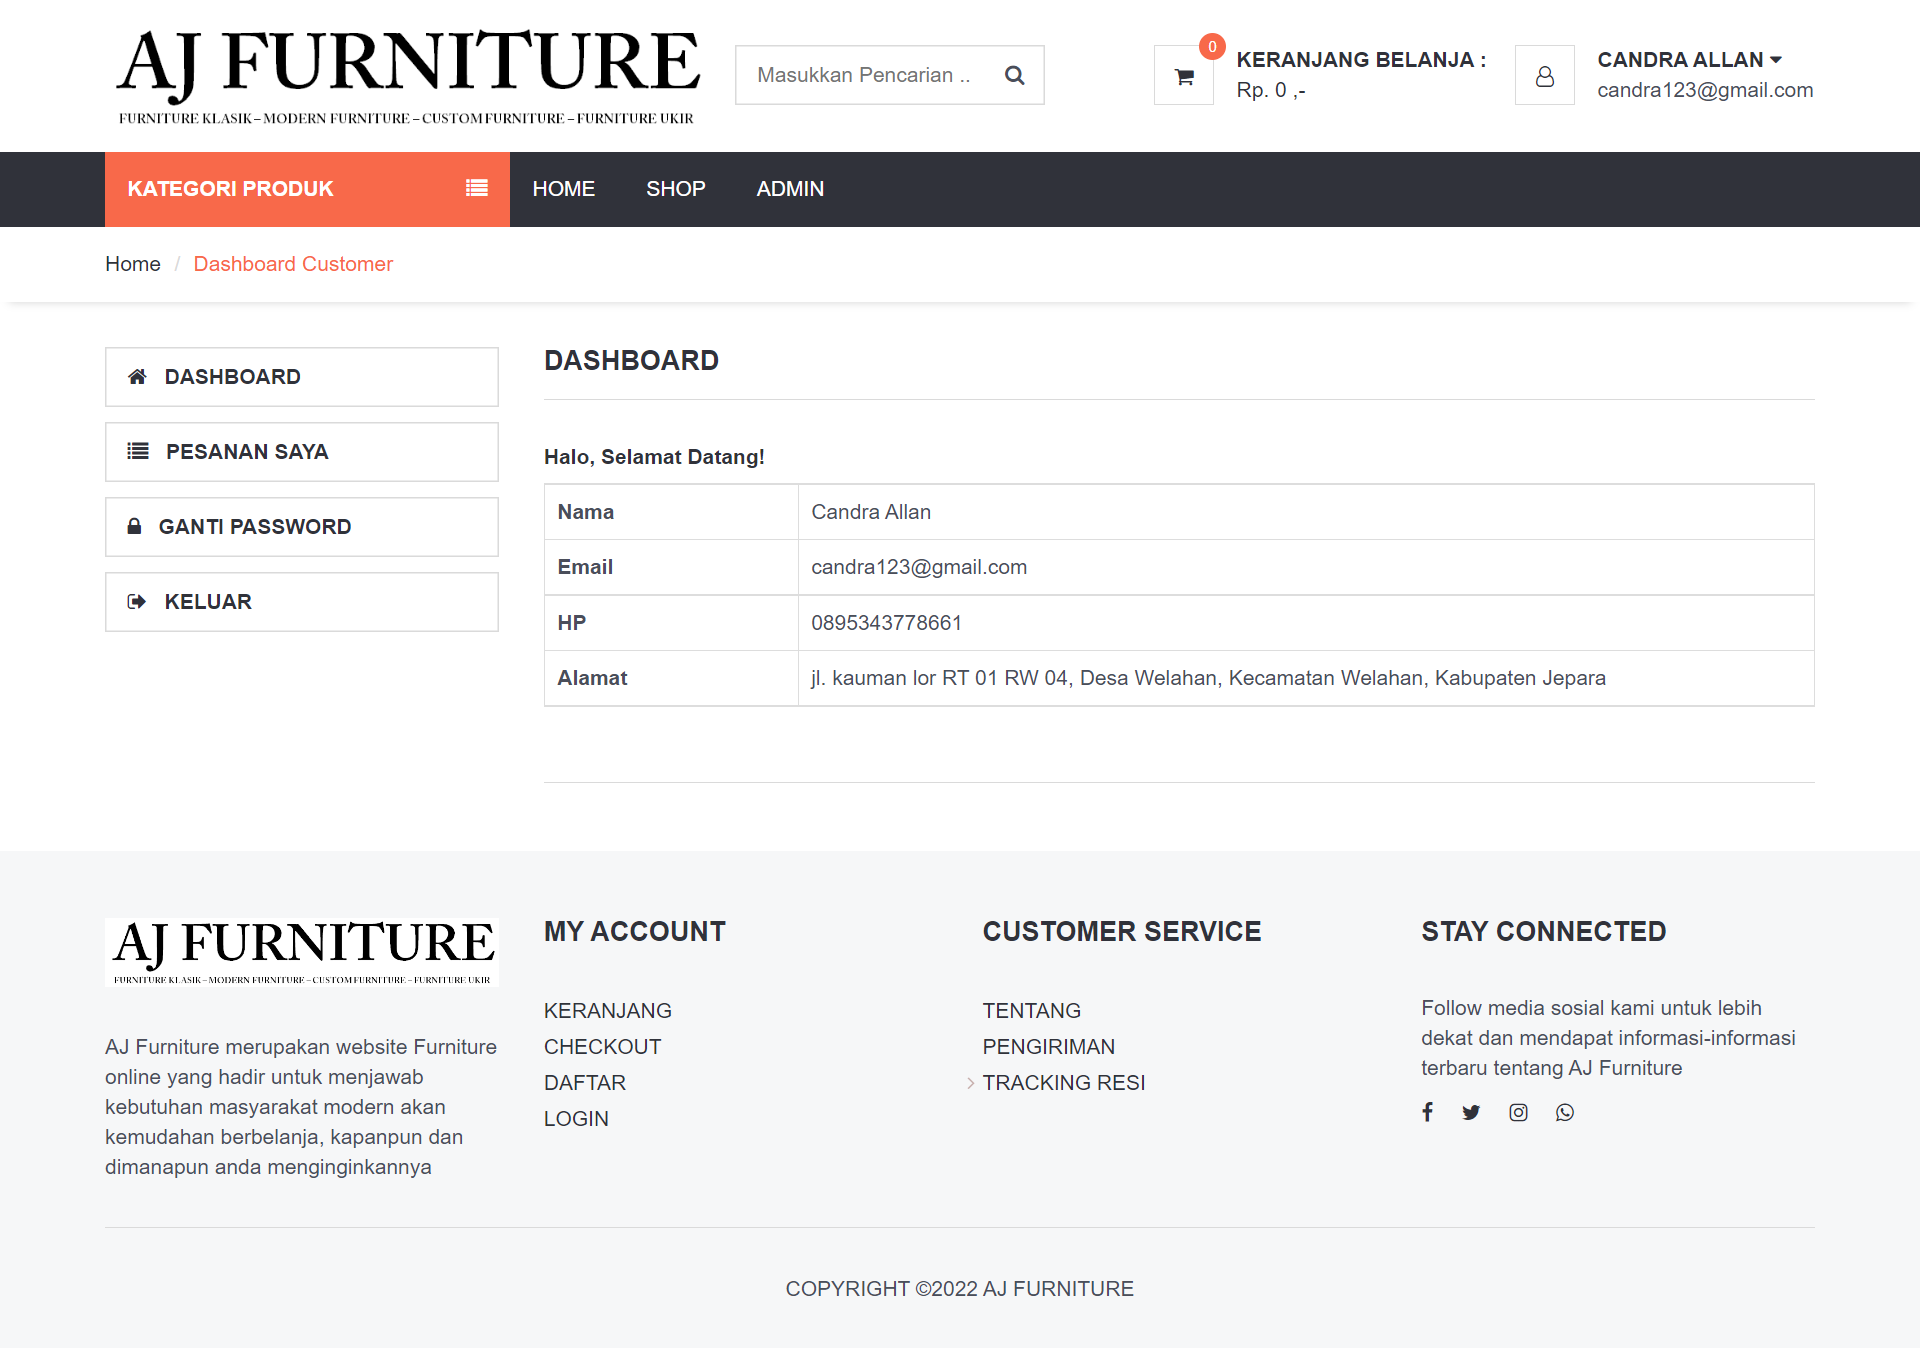 AJ FURNITURE
FURNITURE KLASIK – MODERN FURNITURE – CUSTOM FURNITURE – FURNITURE UKIR
Masukkan Pencarian ..
0
KERANJANG BELANJA :
Rp. 0 ,-
CANDRA ALLAN
candra123@gmail.com
KATEGORI PRODUK
HOME
SHOP
ADMIN
Home / Dashboard Customer
DASHBOARD
PESANAN SAYA
GANTI PASSWORD
KELUAR
DASHBOARD
Halo, Selamat Datang!
Nama Candra Allan
Email candra123@gmail.com
HP 0895343778661
Alamat jl. kauman lor RT 01 RW 04, Desa Welahan, Kecamatan Welahan, Kabupaten Jepara
AJ FURNITURE
FURNITURE KLASIK – MODERN FURNITURE – CUSTOM FURNITURE – FURNITURE UKIR
AJ Furniture merupakan website Furniture
online yang hadir untuk menjawab
kebutuhan masyarakat modern akan
kemudahan berbelanja, kapanpun dan
dimanapun anda menginginkannya
MY ACCOUNT
KERANJANG
CHECKOUT
DAFTAR
LOGIN
CUSTOMER SERVICE
TENTANG
PENGIRIMAN
TRACKING RESI
STAY CONNECTED
Follow media sosial kami untuk lebih
dekat dan mendapat informasi-informasi
terbaru tentang AJ Furniture
COPYRIGHT ©2022 AJ FURNITURE